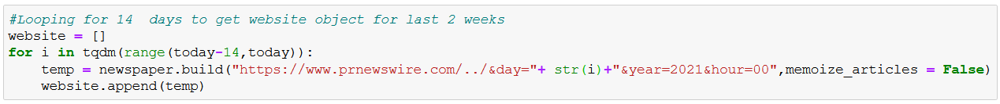 #Looping for 14  days to get website object for last 2 weeks
website = []
for i in tqdm(range(today-14,today)):
    temp = newspaper.build("https://www.prnewswire.com/../&day="+ str(i)+"&year=2021&hour=00",memoize_articles = False)
    website.append(temp)